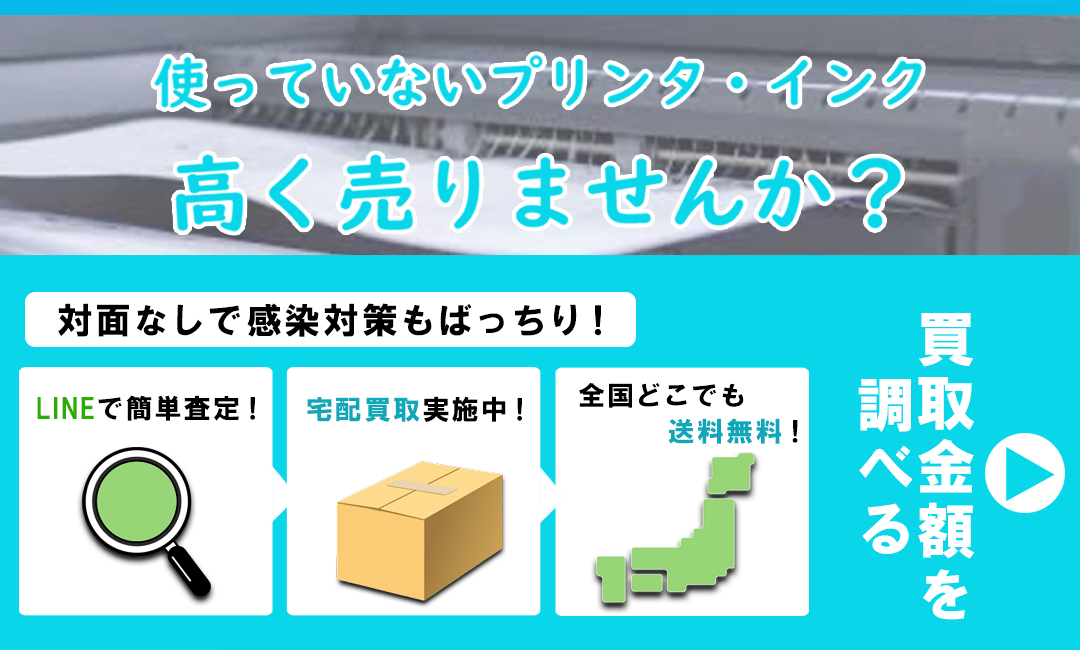 使っていないプリンタ・インク
高く売りませんか？
対面なしで感染対策もばっちり！
LINEで簡単査定！
宅配買取実施中！
全国どこでも
送料無料！
買取金額を
調べる